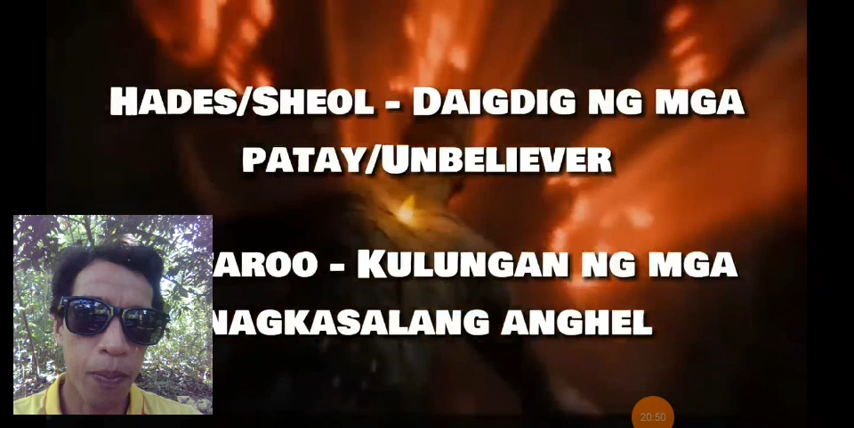 Hades/Sheol - Daigdig ng mga
patay/Unbeliever
- Kulungan ng mga
nagkasalang anghel
20:50